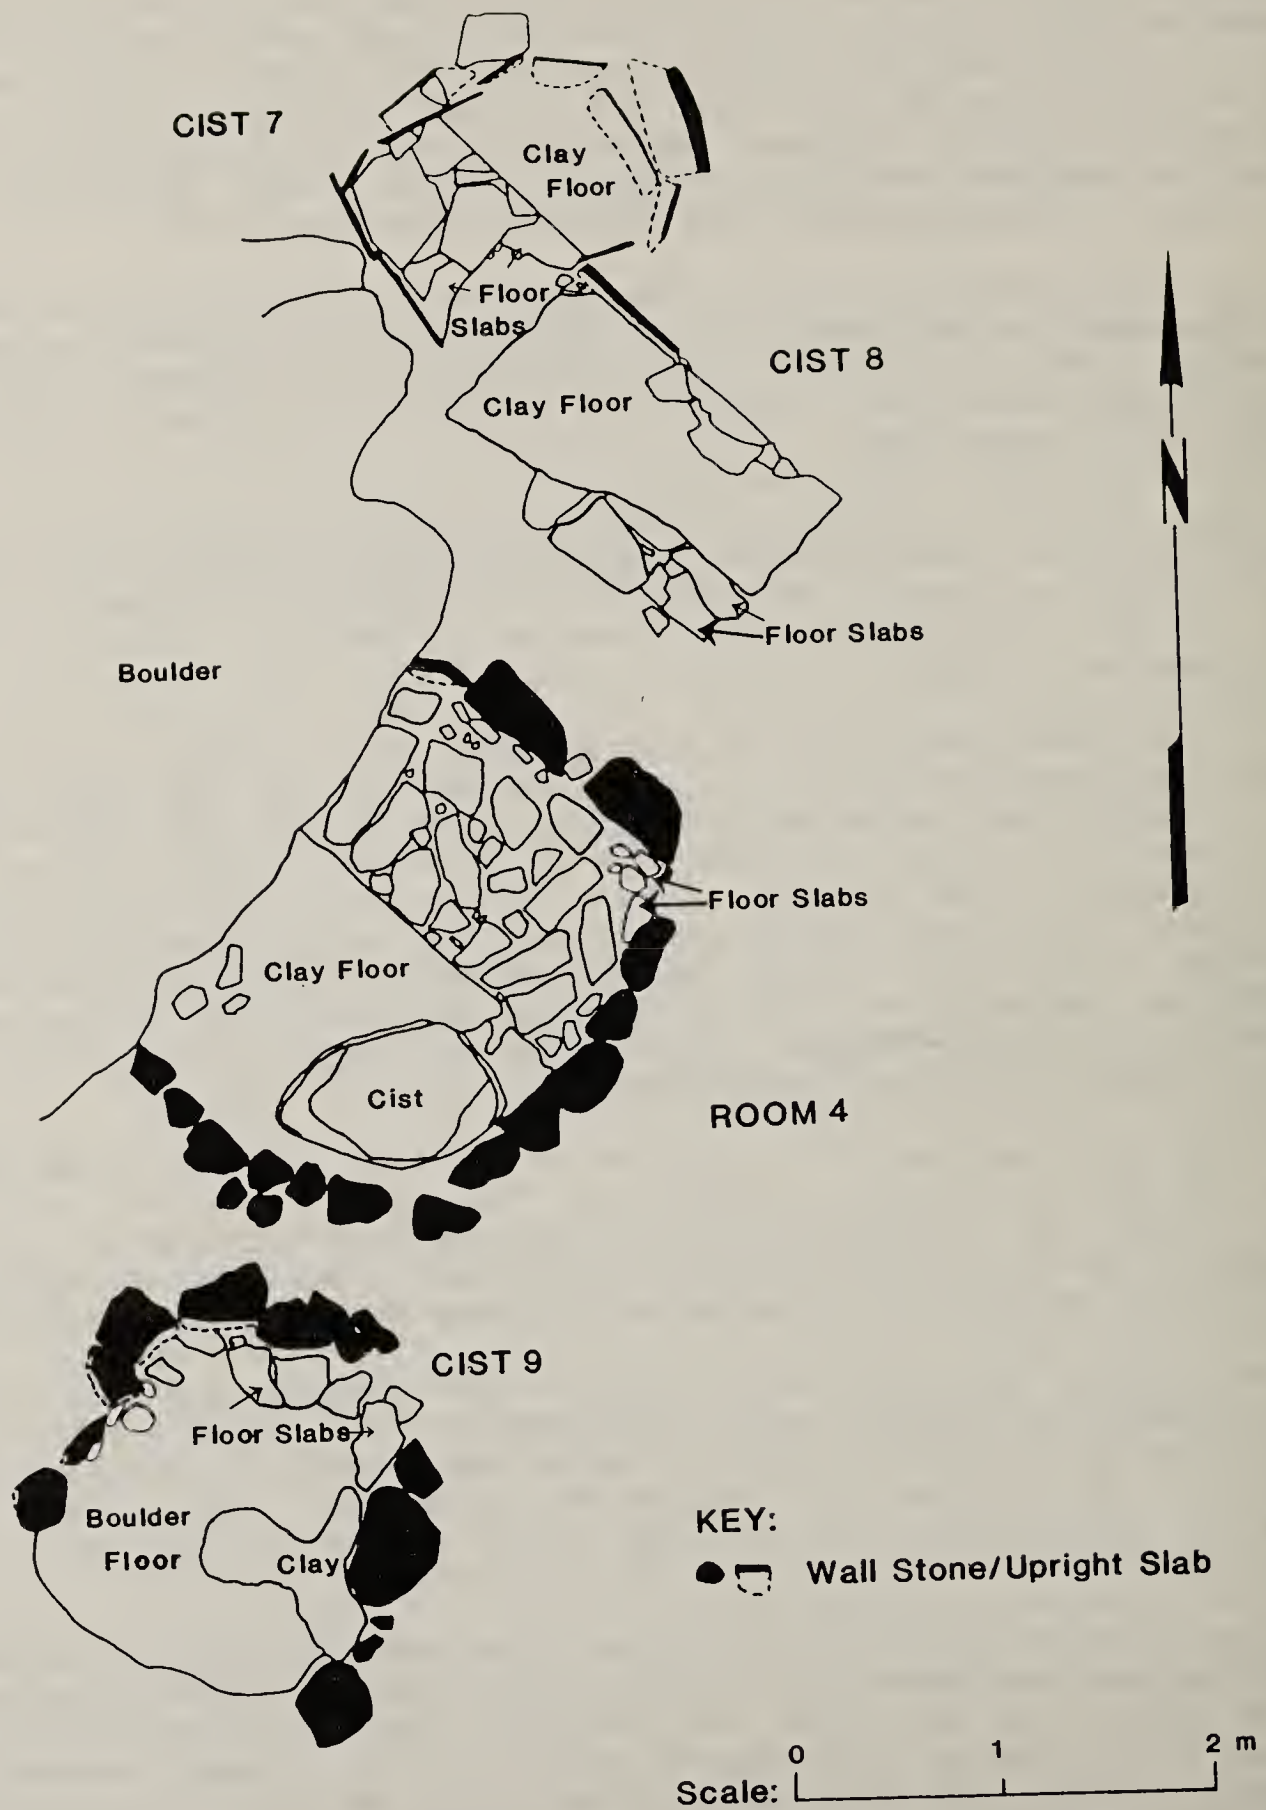 CIST 7
Clay
Floor
Floor
Slabs
CIST 8
Clay Floor
N
Floor Slabs
Boulder
Floor Slabs
Clay Floor
Cist
ROOM 4
CIST 9
Floor Slabs
Boulder
Floor
Clay
KEY:
Wall Stone/Upright Slab
0 1 2 m
Scale: